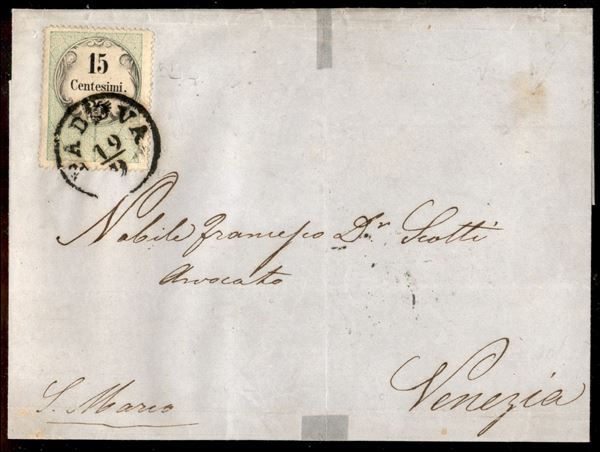 15
Centesimi.
PADOVA
19
Nobile Francesco Dr. Scotti
Avvocato
Venezia
S. Marco